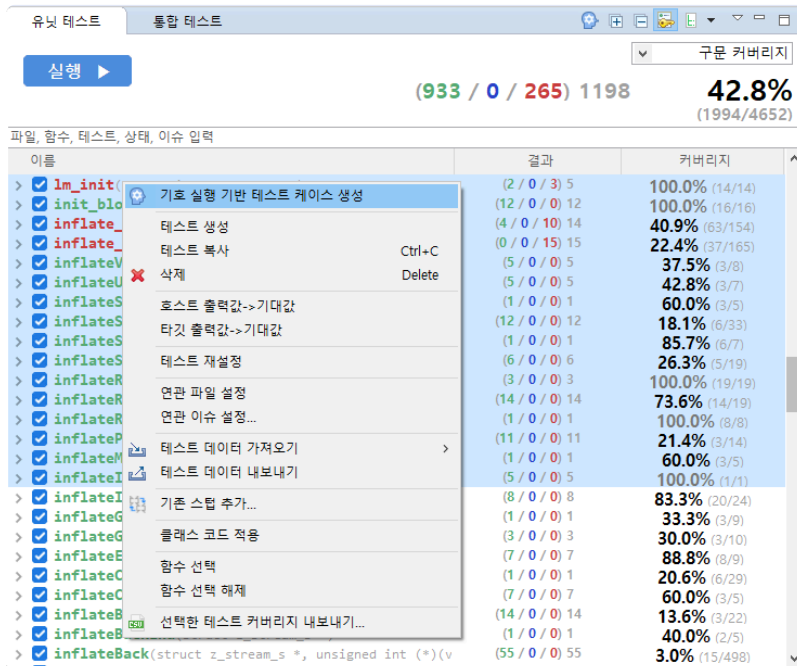 유닛 테스트 통합 테스트
실행 구문 커버리지
(933 / 0 / 265) 1198 42.8%
(1994/4652)
파일, 함수, 테스트, 상태, 이슈 입력
이름 결과 커버리지
lm_init( (2 / 0 / 3) 5 100.0% (14/14)
init_blo (12 / 0 / 0) 12 100.0% (16/16)
inflate_ (4 / 0 / 10) 14 40.9% (63/154)
inflate_ (0 / 0 / 15) 15 22.4% (37/165)
inflateV (5 / 0 / 0) 5 37.5% (3/8)
inflateU (5 / 0 / 0) 5 42.8% (3/7)
inflateS (1 / 0 / 0) 1 60.0% (3/5)
inflateS (12 / 0 / 0) 12 18.1% (6/33)
inflateS (1 / 0 / 0) 1 85.7% (6/7)
inflateS (6 / 0 / 0) 6 26.3% (5/19)
inflateR (3 / 0 / 0) 3 100.0% (19/19)
inflateR (14 / 0 / 0) 14 73.6% (14/19)
inflateR (1 / 0 / 0) 1 100.0% (8/8)
inflateP (11 / 0 / 0) 11 21.4% (3/14)
inflateM (1 / 0 / 0) 1 60.0% (3/5)
inflateI (5 / 0 / 0) 5 100.0% (1/1)
inflateI (8 / 0 / 0) 8 83.3% (20/24)
inflateG (1 / 0 / 0) 1 33.3% (3/9)
inflateG (3 / 0 / 0) 3 30.0% (3/10)
inflateE (7 / 0 / 0) 7 88.8% (8/9)
inflateC (1 / 0 / 0) 1 20.6% (6/29)
inflateC (7 / 0 / 0) 7 60.0% (3/5)
inflateB (14 / 0 / 0) 14 13.6% (3/22)
inflateB (1 / 0 / 0) 1 40.0% (2/5)
inflateBack(struct z_stream_s *, unsigned int (*)(v (55 / 0 / 0) 55 3.0% (15/498)
기호 실행 기반 테스트 케이스 생성
테스트 생성
테스트 복사 Ctrl+C
삭제 Delete
호스트 출력값->기대값
타깃 출력값->기대값
테스트 재설정
연관 파일 설정
연관 이슈 설정...
테스트 데이터 가져오기
테스트 데이터 내보내기
기존 스텁 추가...
클래스 코드 적용
함수 선택
함수 선택 해제
선택한 테스트 커버리지 내보내기...